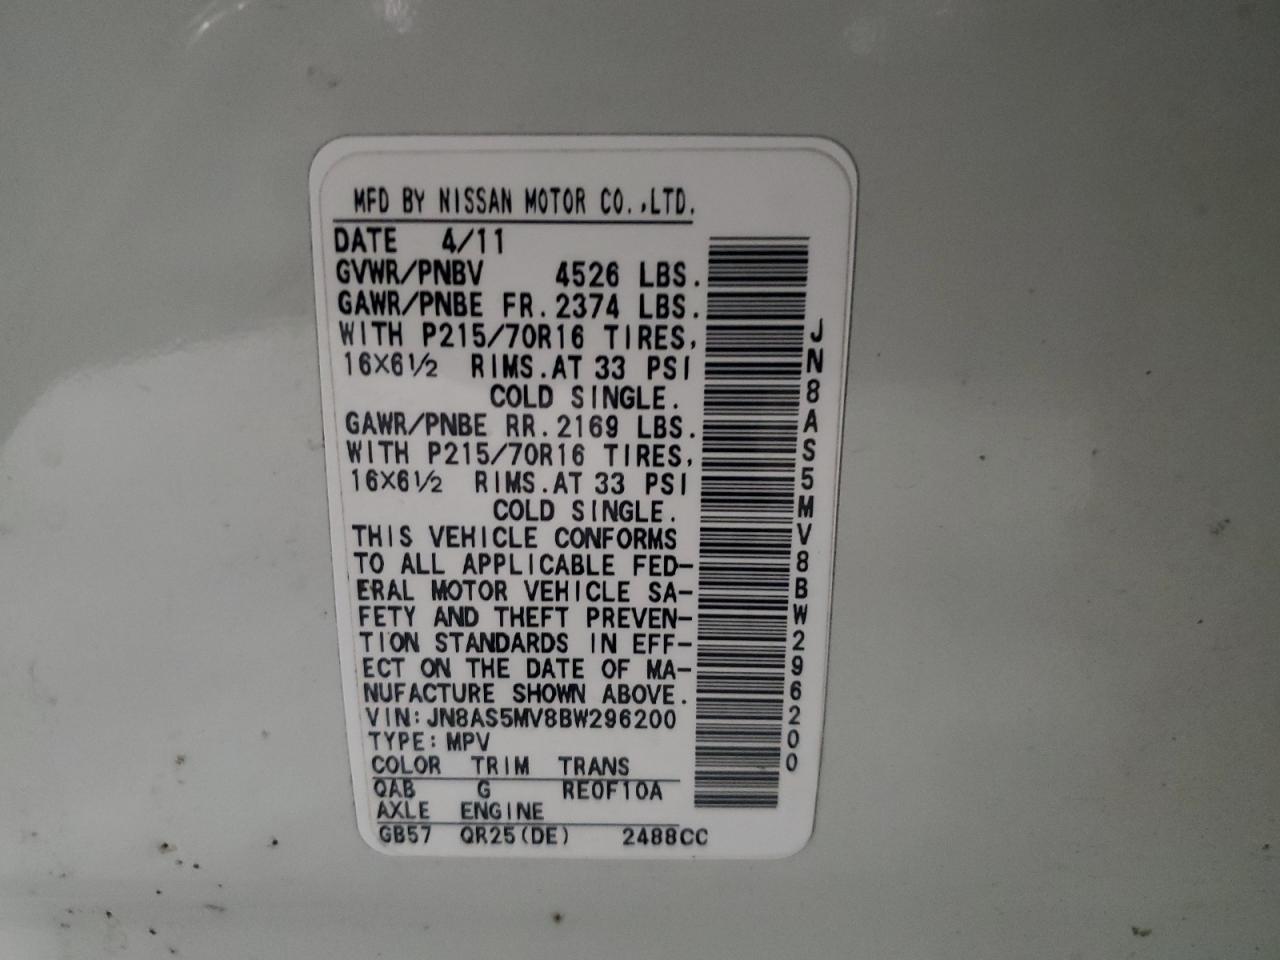 MFD BY NISSAN MOTOR CO.,LTD.
DATE 4/11
GVWR/PNBV 4526 LBS.
GAWR/PNBE FR. 2374 LBS.
WITH P215/70R16 TIRES,
16X6½ RIMS. AT 33 PSI
COLD SINGLE.
GAWR/PNBE RR. 2169 LBS.
WITH P215/70R16 TIRES,
16X6½ RIMS. AT 33 PSI
COLD SINGLE.
THIS VEHICLE CONFORMS
TO ALL APPLICABLE FED-
ERAL MOTOR VEHICLE SA-
FETY AND THEFT PREVEN-
TION STANDARDS IN EFF-
ECT ON THE DATE OF MA-
NUFACTURE SHOWN ABOVE.
VIN: JN8AS5MV8BW296200
TYPE: MPV
COLOR TRIM TRANS
QAB G RE0F10A
AXLE ENGINE
GB57 QR25(DE) 2488CC
JN8AS5MV8BW296200